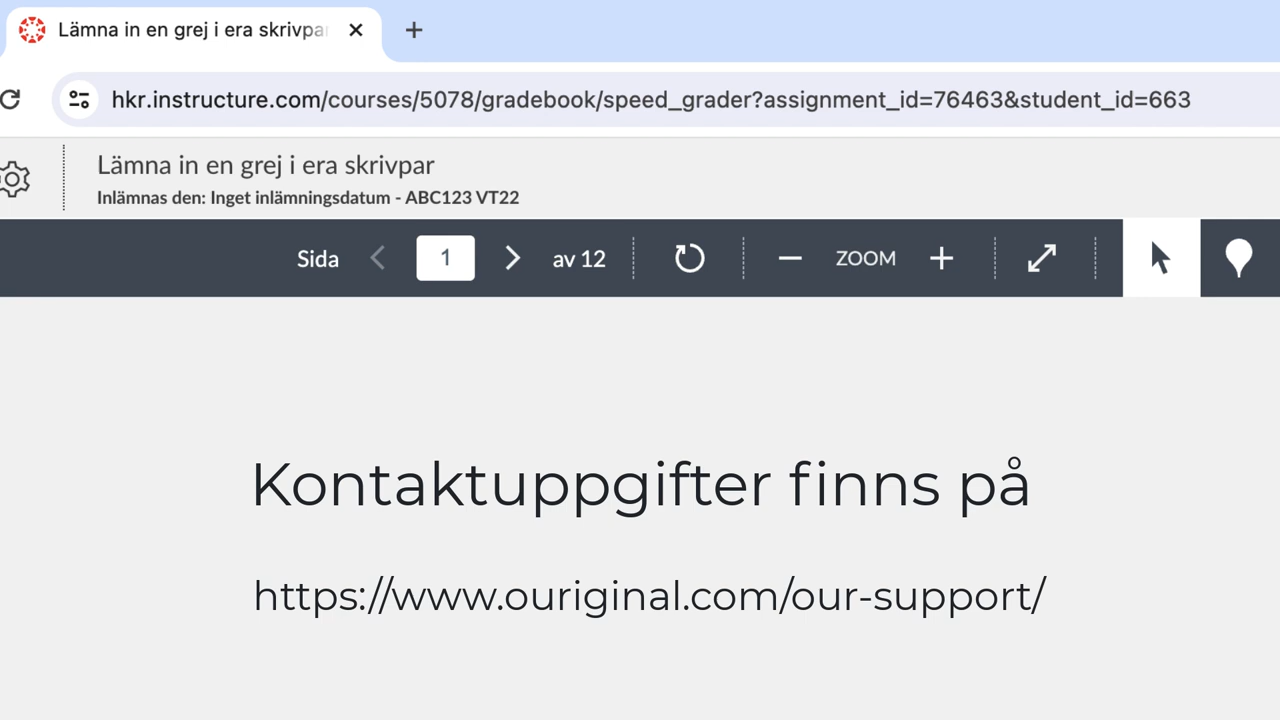 Lämna in en grej i era skrivpar
hkr.instructure.com/courses/5078/gradebook/speed_grader?assignment_id=76463&student_id=663
Lämna in en grej i era skrivpar
Inlämnas den: Inget inlämningsdatum - ABC123 VT22
Sida 1 av 12 ZOOM
Kontaktuppgifter finns på
https://www.ouriginal.com/our-support/